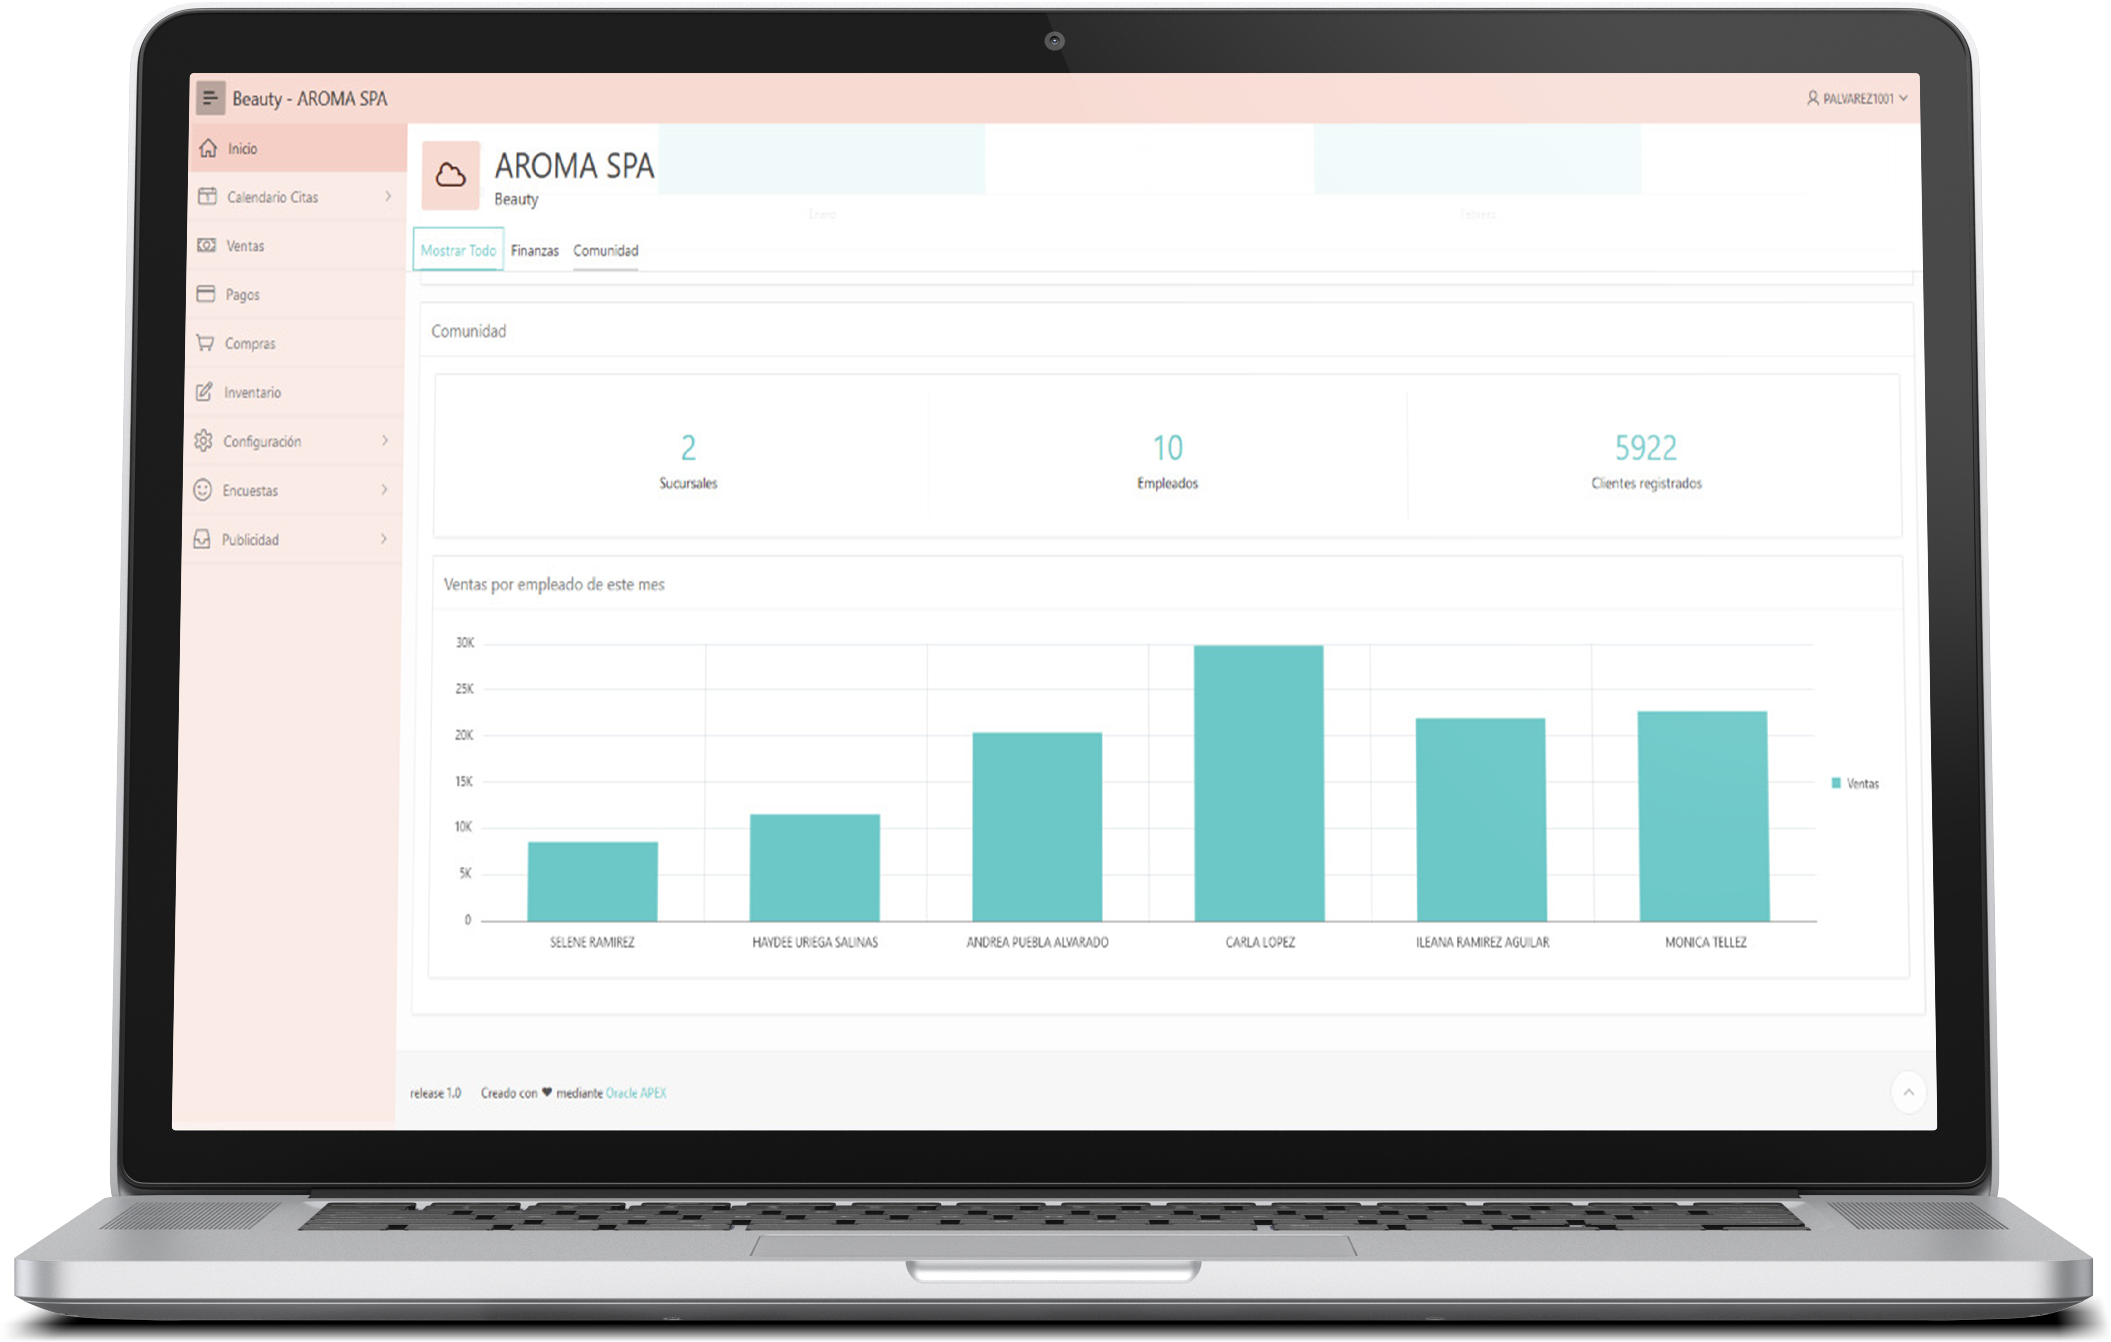 Beauty - AROMA SPA
PALVAREZ1001
Inicio
Calendario Citas
Ventas
Pagos
Compras
Inventario
Configuración
Encuestas
Publicidad
AROMA SPA
Beauty
Enero
Febrero
Mostrar Todo
Finanzas
Comunidad
Comunidad
2
Sucursales
10
Empleados
5922
Clientes registrados
Ventas por empleado de este mes
30K
25K
20K
15K
10K
5K
0
SELENE RAMIREZ
HAYDEE URIEGA SALINAS
ANDREA PUEBLA ALVARADO
CARLA LOPEZ
ILEANA RAMIREZ AGUILAR
MONICA TELLEZ
Ventas
release 1.0
Creado con ♥ mediante Oracle APEX